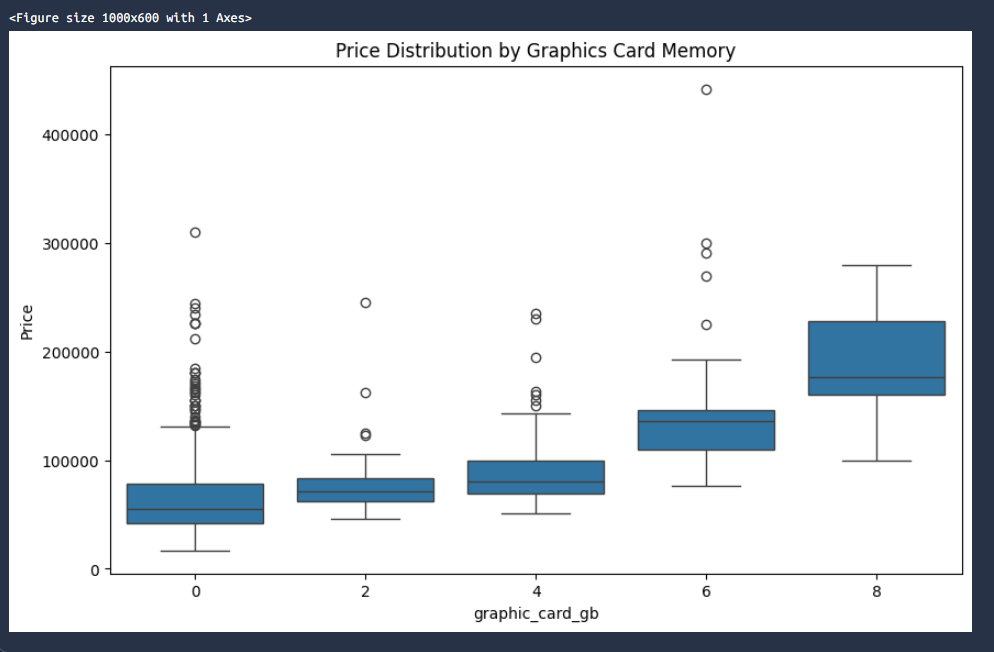 <Figure size 1000x600 with 1 Axes>
Price Distribution by Graphics Card Memory
400000
300000
200000
100000
0
Price
0 2 4 6 8
graphic_card_gb